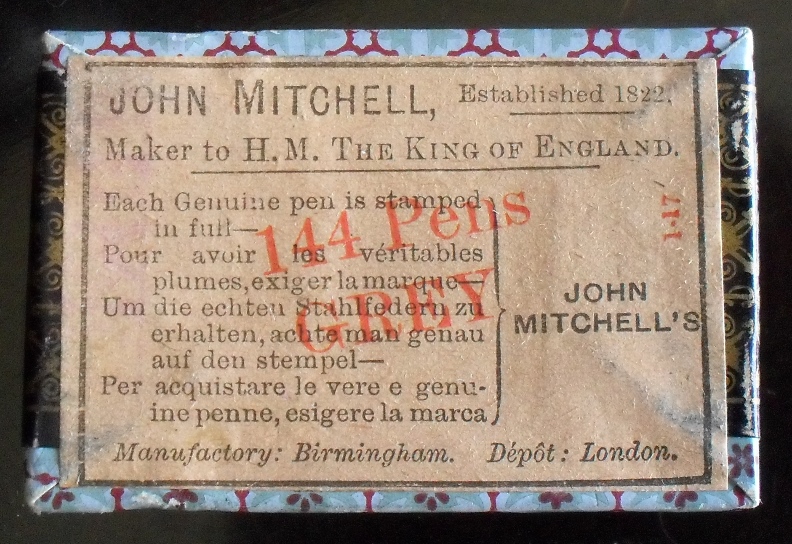 JOHN MITCHELL, Established 1822.
Maker to H.M. THE KING OF ENGLAND.
Each Genuine pen is stamped
in full—
Pour avoir les véritables
plumes, exiger la marque—
Um die echten Stahlfedern zu
erhalten, achte man genau
auf den stempel—
Per acquistare le vere e genu-
ine penne, esigere la marca
JOHN
MITCHELL'S
144 Pens
GREY
1-17
Manufactory: Birmingham. Dépôt: London.